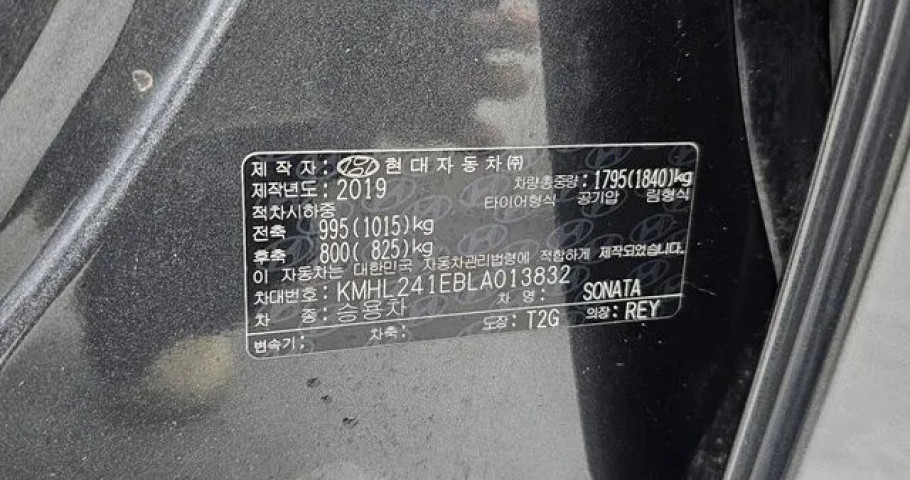 제 작 자 : 현대자동차㈜
제작년도 : 2019 차량총중량 : 1795(1840)kg
적차시하중 타이어형식 공기압 림형식
전축 995(1015)kg
후축 800( 825)kg
이 자동차는 대한민국 자동차관리법령에 적합하게 제작되었습니다.
차대번호 : KMHL241EBLA013832
차 종 : 승용차 차 명 : SONATA
변속기 : 차축 : 도장 : T2G 의장 : REY